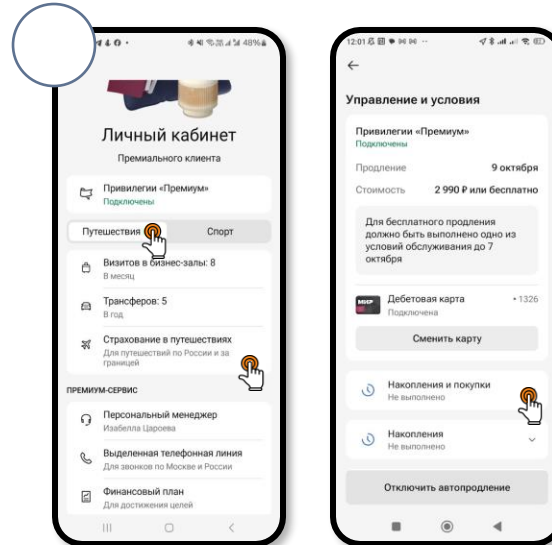 48%
Личный кабинет
Премиального клиента
Привилегии «Премиум»
Подключены
Путешествия
Спорт
Визитов в бизнес-залы: 8
В месяц
Трансферов: 5
В год
Страхование в путешествиях
Для путешествий по России и за
границей
ПРЕМИУМ-СЕРВИС
Персональный менеджер
Изабелла Цароева
Выделенная телефонная линия
Для звонков по Москве и России
Финансовый план
Для достижения целей
12:01
Управление и условия
Привилегии «Премиум»
Подключены
Продление 9 октября
Стоимость 2 990 ₽ или бесплатно
Для бесплатного продления
должно быть выполнено одно из
условий обслуживания до 7
октября
МИР
Дебетовая карта • 1326
Подключена
Сменить карту
Накопления и покупки
Не выполнено
Накопления
Не выполнено
Отключить автопродление